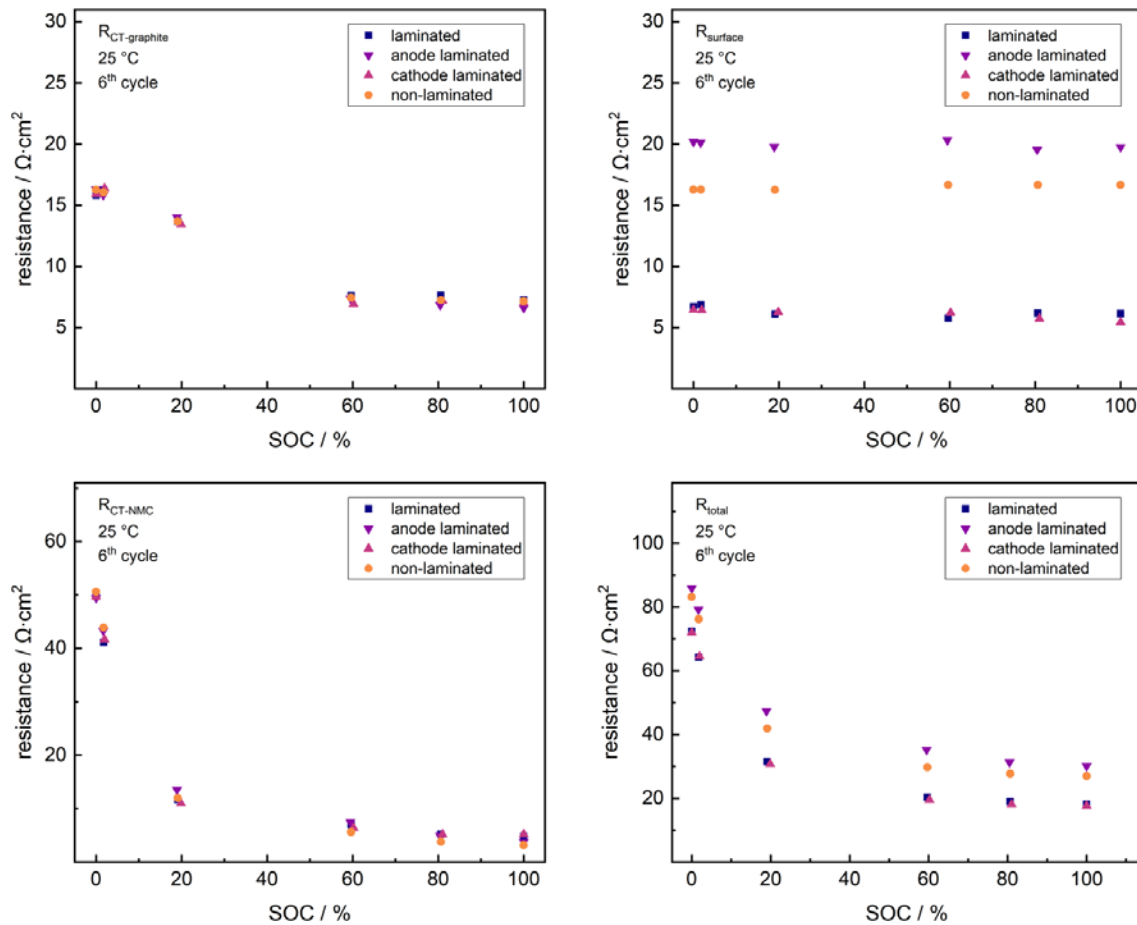 R_CT-graphite
25 °C
6th cycle
laminated
anode laminated
cathode laminated
non-laminated
resistance / Ω·cm²
30
25
20
15
10
5
0 20 40 60 80 100
SOC / %
R_surface
25 °C
6th cycle
laminated
anode laminated
cathode laminated
non-laminated
resistance / Ω·cm²
30
25
20
15
10
5
0 20 40 60 80 100
SOC / %
R_CT-NMC
25 °C
6th cycle
laminated
anode laminated
cathode laminated
non-laminated
resistance / Ω·cm²
60
40
20
0 20 40 60 80 100
SOC / %
R_total
25 °C
6th cycle
laminated
anode laminated
cathode laminated
non-laminated
resistance / Ω·cm²
100
80
60
40
20
0 20 40 60 80 100
SOC / %